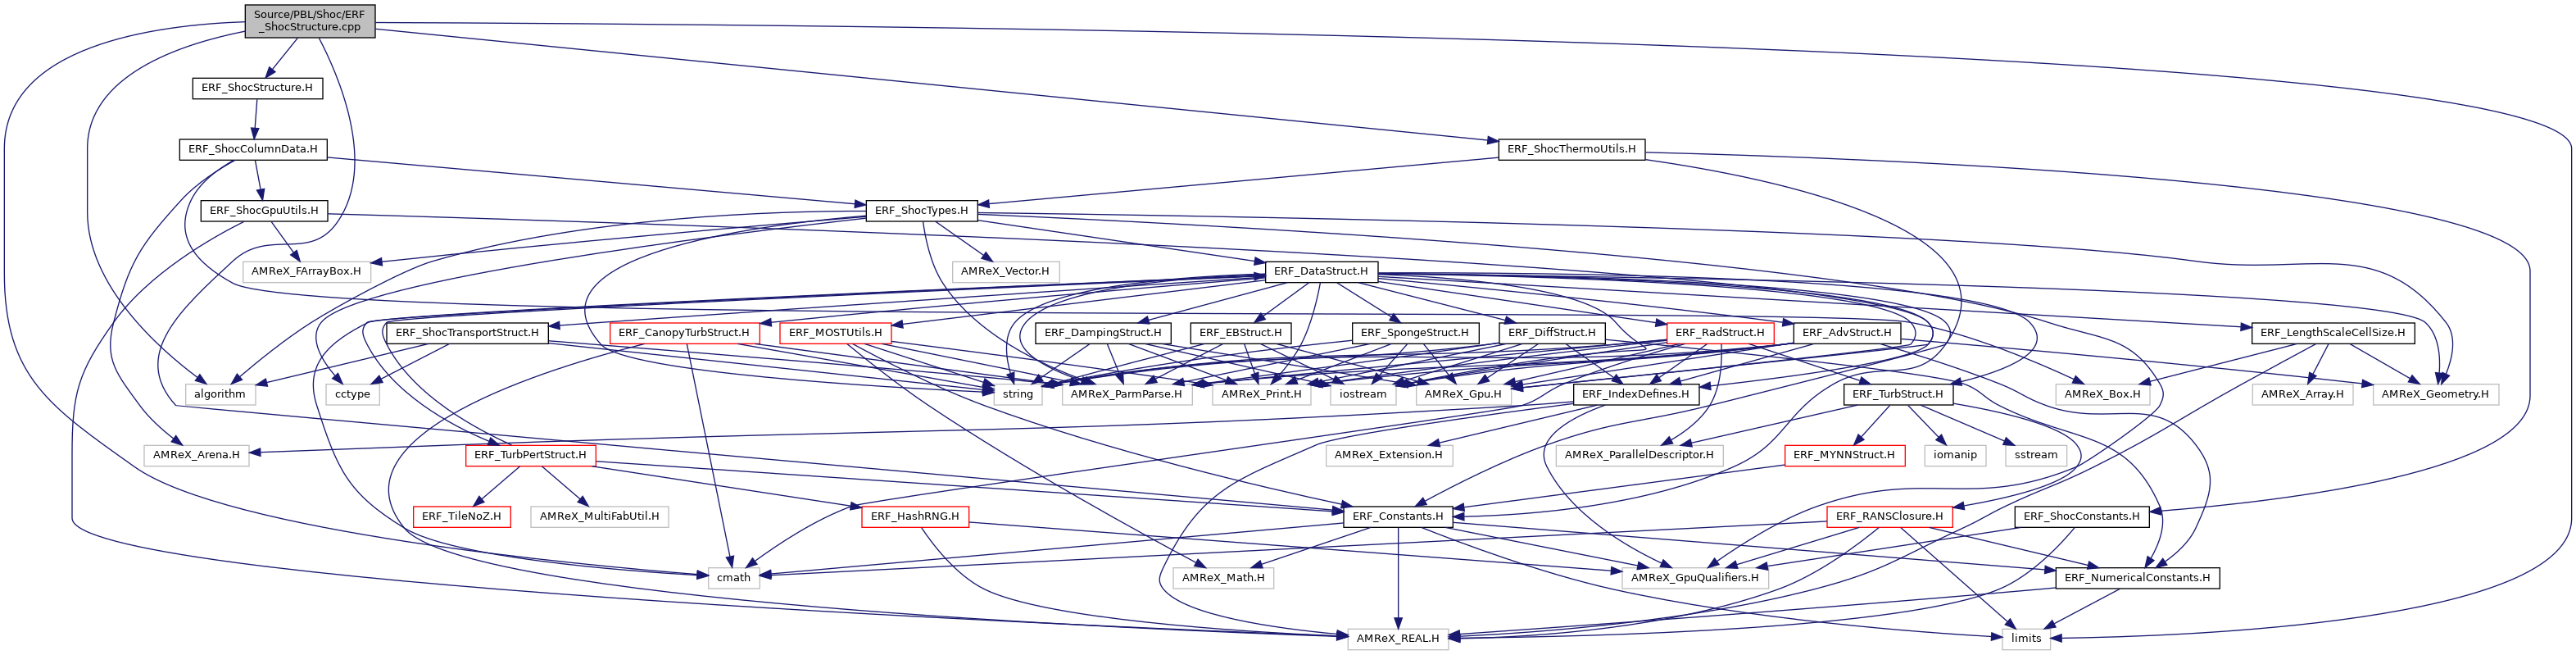 Source/PBL/Shoc/ERF
_ShocStructure.cpp
ERF_ShocStructure.H
ERF_ShocColumnData.H
ERF_ShocThermoUtils.H
ERF_ShocGpuUtils.H
ERF_ShocTypes.H
AMReX_FArrayBox.H
AMReX_Vector.H
ERF_DataStruct.H
ERF_ShocTransportStruct.H
ERF_CanopyTurbStruct.H
ERF_MOSTUtils.H
ERF_DampingStruct.H
ERF_EBStruct.H
ERF_SpongeStruct.H
ERF_DiffStruct.H
ERF_RadStruct.H
ERF_AdvStruct.H
ERF_LengthScaleCellSize.H
algorithm
cctype
string
AMReX_ParmParse.H
AMReX_Print.H
iostream
AMReX_Gpu.H
ERF_IndexDefines.H
ERF_TurbStruct.H
AMReX_Box.H
AMReX_Array.H
AMReX_Geometry.H
AMReX_Arena.H
ERF_TurbPertStruct.H
AMReX_Extension.H
AMReX_ParallelDescriptor.H
ERF_MYNNStruct.H
iomanip
sstream
ERF_TileNoZ.H
AMReX_MultiFabUtil.H
ERF_HashRNG.H
ERF_Constants.H
ERF_RANSClosure.H
ERF_ShocConstants.H
cmath
AMReX_Math.H
AMReX_GpuQualifiers.H
ERF_NumericalConstants.H
AMReX_REAL.H
limits